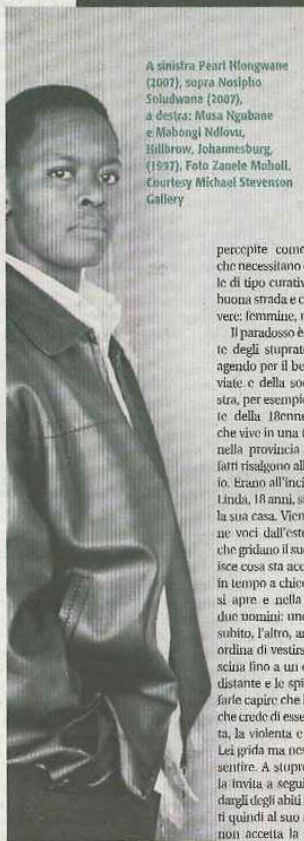 A sinistra Pearl Hlongwane
(2007), sopra Nosipho
Soludwana (2007),
a destra: Musa Ngubane
e Mabongi Ndlovu,
Hillbrow, Johannesburg,
(1997). Foto Zanele Muholi.
Courtesy Michael Stevenson
Gallery
percepite come
che necessitano
le di tipo curativ
buona strada e c
vere: femmine, n
Il paradosso è
te degli stuprat
agendo per il be
viate e della so
stra, per esempi
te della 18enne
che vive in una
nella provincia
fatti risalgono al
io. Erano all'inci
Linda, 18 anni, s
la sua casa. Vien
ne voci dall'est
che gridano il su
isce cosa sta acc
in tempo a chie
si apre e nella
due uomini: un
subito, l'altro, a
ordina di vestirs
scina fino a un
distante e le spi
farle capire che
che crede di esse
ta, la violenta e
Lei grida ma nes
sentire. A stupr
la invita a segui
dargli degli abiti
ti quindi al suo
non accetta la